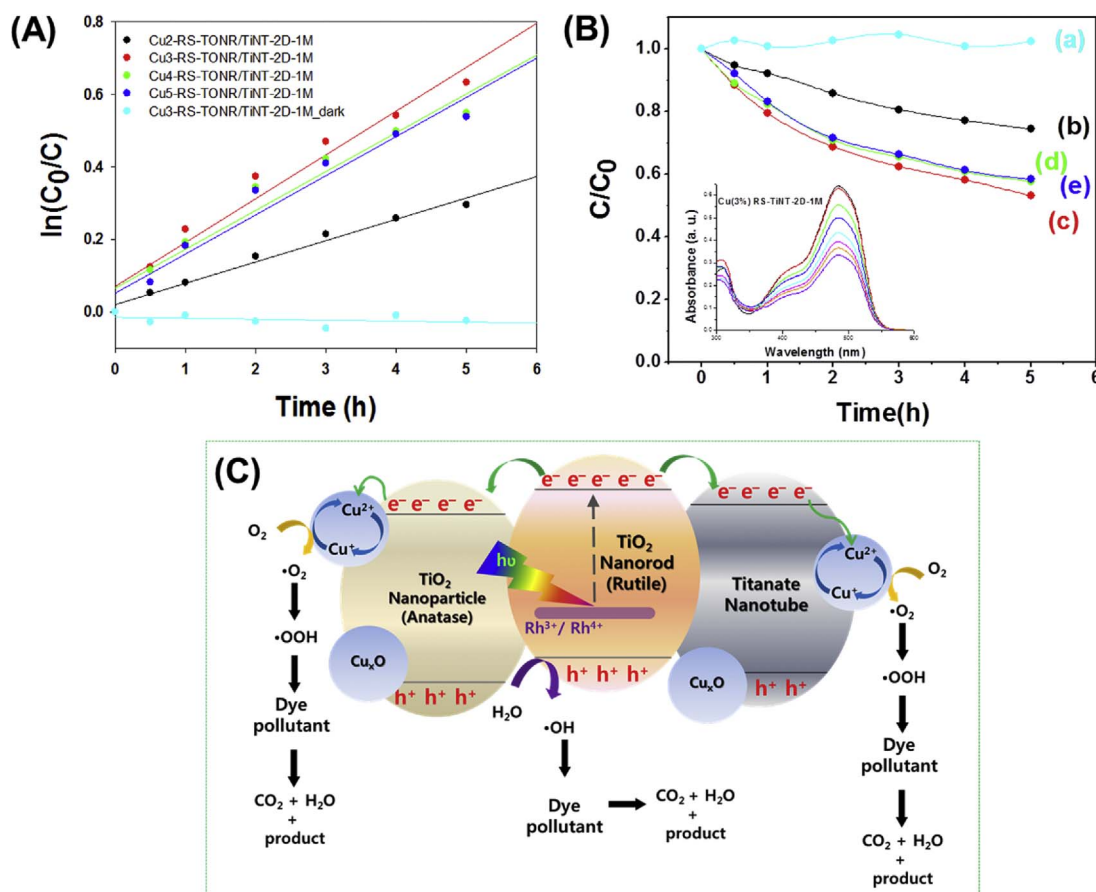 (A)
0.8
0.6
0.4
0.2
0.0
ln(C0/C)
Cu2-RS-TONR/TiNT-2D-1M
Cu3-RS-TONR/TiNT-2D-1M
Cu4-RS-TONR/TiNT-2D-1M
Cu5-RS-TONR/TiNT-2D-1M
Cu3-RS-TONR/TiNT-2D-1M_dark
0 1 2 3 4 5 6
Time (h)
(B)
1.0
0.8
0.6
0.4
0.2
0.0
C/C0
(a)
(b)
(d)
(e)
(c)
Cu(3%) RS-TiNT-2D-1M
Absorbance (a. u.)
Wavelength (nm)
0 1 2 3 4 5 6
Time(h)
(C)
e− e− e− e− e−
e− e− e− e−
e− e− e− e−
Cu2+
Cu+
O2
•O2
•OOH
Dye
pollutant
CO2 + H2O
+
product
TiO2
Nanoparticle
(Anatase)
hυ
TiO2
Nanorod
(Rutile)
Rh3+/ Rh4+
Titanate
Nanotube
Cu2+
Cu+
O2
•O2
•OOH
Dye
pollutant
CO2 + H2O
+
product
CuxO
h+ h+ h+
H2O
h+ h+ h+
CuxO
h+ h+
•OH
Dye
pollutant
CO2 + H2O
+
product